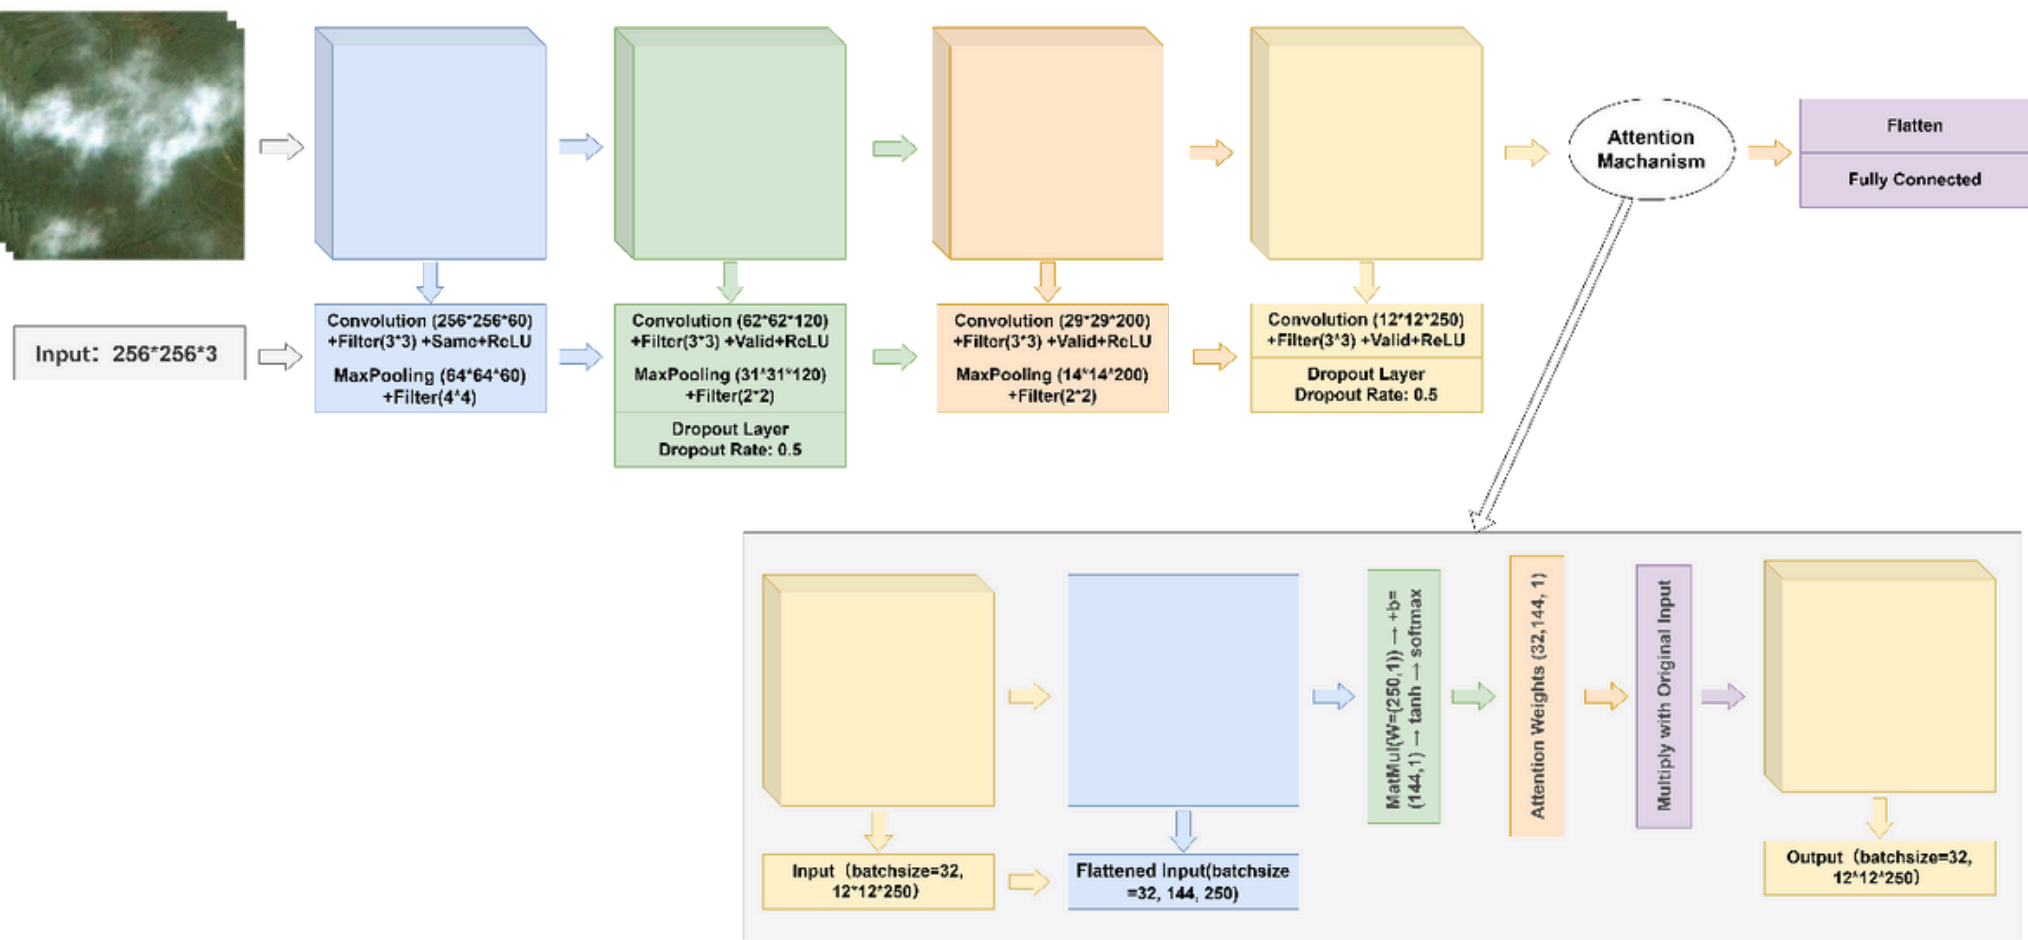 Input：256*256*3
Convolution (256*256*60)
+Filter(3*3) +Same+ReLU
MaxPooling (64*64*60)
+Filter(4*4)
Convolution (62*62*120)
+Filter(3*3) +Valid+ReLU
MaxPooling (31*31*120)
+Filter(2*2)
Dropout Layer
Dropout Rate: 0.5
Convolution (29*29*200)
+Filter(3*3) +Valid+ReLU
MaxPooling (14*14*200)
+Filter(2*2)
Convolution (12*12*250)
+Filter(3*3) +Valid+ReLU
Dropout Layer
Dropout Rate: 0.5
Attention
Machanism
Flatten
Fully Connected
Input（batchsize=32,
12*12*250）
Flattened Input(batchsize
=32, 144, 250)
MatMul(W=(250,1)) → +b=
(144,1) → tanh → softmax
Attention Weights (32,144, 1)
Multiply with Original Input
Output（batchsize=32,
12*12*250）